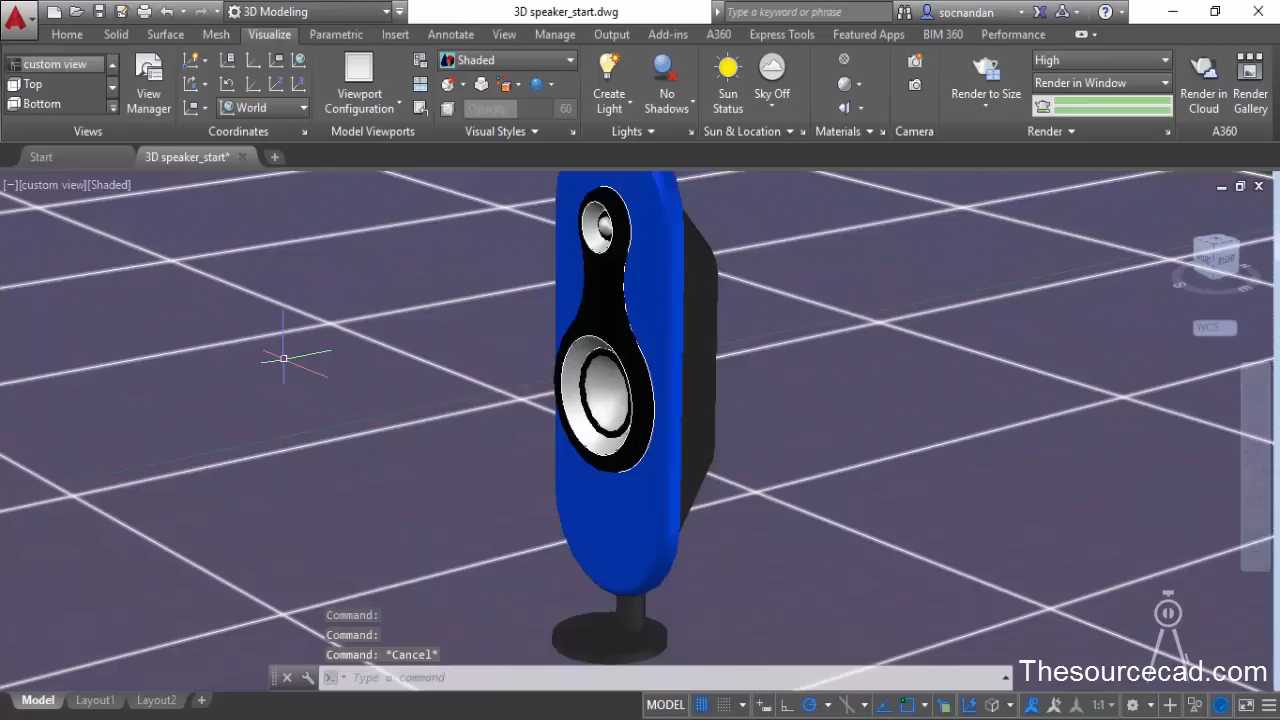 3D Modeling
3D speaker_start.dwg
Type a keyword or phrase
socnandan
Home Solid Surface Mesh Visualize Parametric Insert Annotate View Manage Output Add-ins A360 Express Tools Featured Apps BIM 360 Performance
custom view
Top
Bottom
View
Manager
World
Viewport
Configuration
Shaded
Opacity 60
Create
Light
No
Shadows
Sun
Status
Sky Off
Render to Size
High
Render in Window
Render in
Cloud
Render
Gallery
Views Coordinates Model Viewports Visual Styles Lights Sun & Location Materials Camera Render A360
Start 3D speaker_start*
[−][custom view][Shaded]
RIGHT
WCS
Command:
Command:
Command: *Cancel*
Type a command
Thesourcecad.com
Model Layout1 Layout2
MODEL
1:1